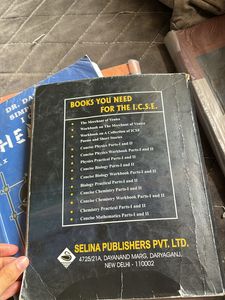 BOOKS YOU NEED
FOR THE I.C.S.E.
The Merchant of Venice
Workbook on The Merchant of Venice
Workbook on A Collection of ICSE
Poems and Short Stories
Concise Physics Parts-I and II
Concise Physics Workbook Parts-I and II
Physics Practical Parts-I and II
Concise Biology Parts-I and II
Concise Biology Workbook Parts-I and II
Biology Practical Parts-I and II
Concise Chemistry Parts-I and II
Concise Chemistry Workbook Parts-I and II
Chemistry Practical Parts-I and II
Concise Mathematics Parts-I and II
SELINA PUBLISHERS PVT. LTD.
4725/21A, DAYANAND MARG, DARYAGANJ,
NEW DELHI - 110002
DR. DA
SIMP
HE
X